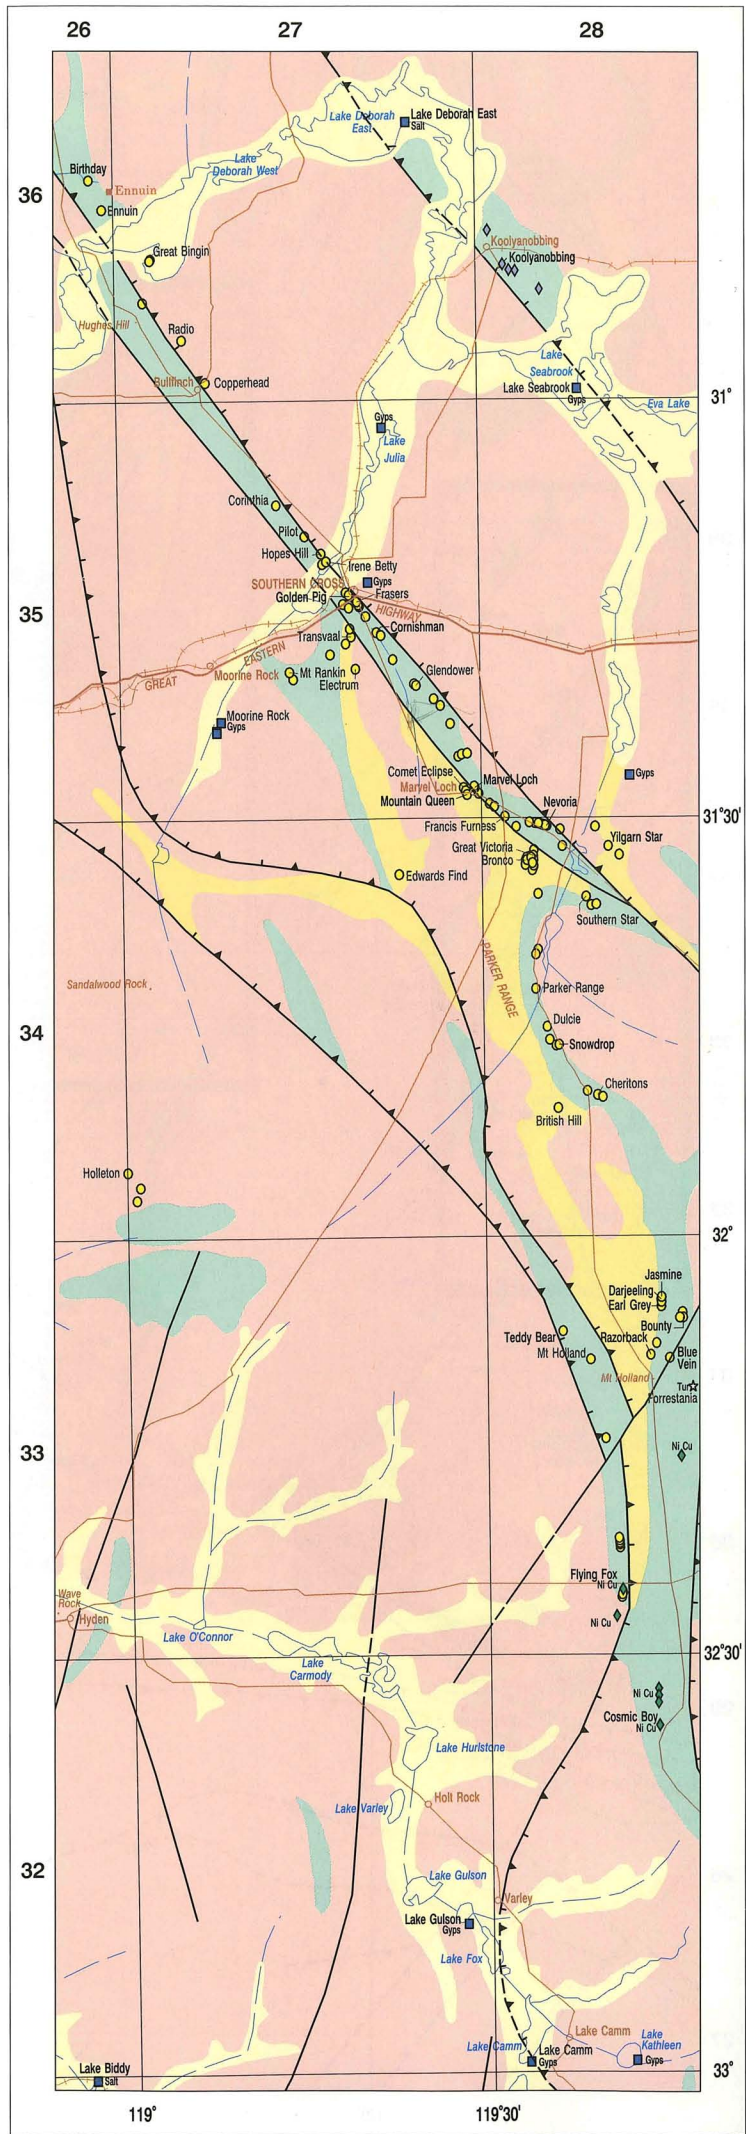 26 27 28
Lake Deborah East
Salt
Lake Deborah
East
Lake
Deborah West
Birthday
Ennuin
36
Ennuin
Koolyanobbing
Great Bingin
Koolyanobbing
Hughes Hill
Radio
Lake
Seabrook
Bullfinch
Copperhead
Lake Seabrook
Gyps
Eva Lake
31°
Gyps
Lake
Julia
Corinthia
Pilot
Hopes Hill
Irene Betty
SOUTHERN CROSS
Gyps
Golden Pig
Frasers
35
HIGHWAY
Transvaal
Cornishman
EASTERN
GREAT
Moorine Rock
Mt Rankin
Electrum
Glendower
Moorine Rock
Gyps
Comet Eclipse
Marvel Loch
Gyps
Marvel Loch
Mountain Queen
Nevoria
31°30'
Francis Furness
Yilgarn Star
Great Victoria
Bronco
Edwards Find
Southern Star
PARKER RANGE
Sandalwood Rock
Parker Range
34
Dulcie
Snowdrop
Cheritons
British Hill
Holleton
32°
Jasmine
Darjeeling
Earl Grey
Bounty
Teddy Bear
Razorback
Mt Holland
Blue
Vein
Mt Holland
Tun
Forrestania
33
Ni Cu
Flying Fox
Ni Cu
Wave
Rock
Hyden
Ni Cu
Lake O'Connor
32°30'
Lake
Carmody
Ni Cu
Cosmic Boy
Ni Cu
Lake Hurlstone
Holt Rock
Lake Varley
32
Lake Gulson
Varley
Lake Gulson
Gyps
Lake Fox
Lake Camm
Lake
Kathleen
Lake Camm
Lake Camm
Gyps
Gyps
Lake Biddy
Salt
33°
119° 119°30'